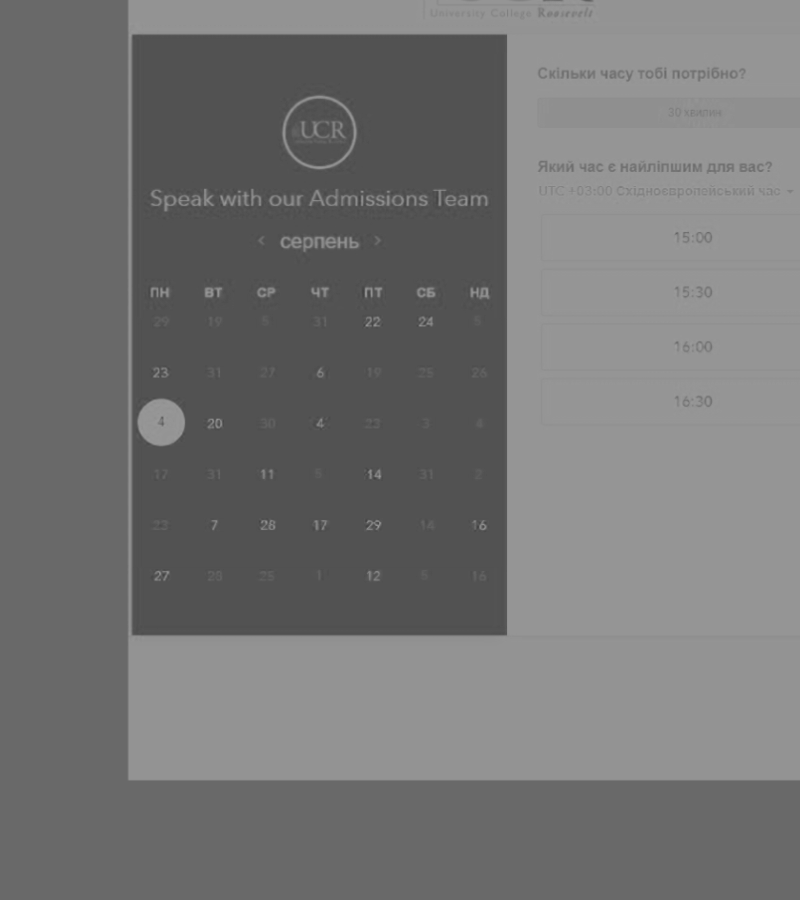 University College Roosevelt
UCR
Speak with our Admissions Team
< серпень >
ПН ВТ СР ЧТ ПТ СБ НД
29 19 5 31 22 24 5
23 31 27 6 19 25 26
4 20 30 4 23 3 4
17 31 11 5 14 31 2
23 7 28 17 29 14 16
27 20 25 1 12 5 16
Скільки часу тобі потрібно?
30 хвилин
Який час є найліпшим для вас?
UTC +03:00 Східноєвропейський час
15:00
15:30
16:00
16:30